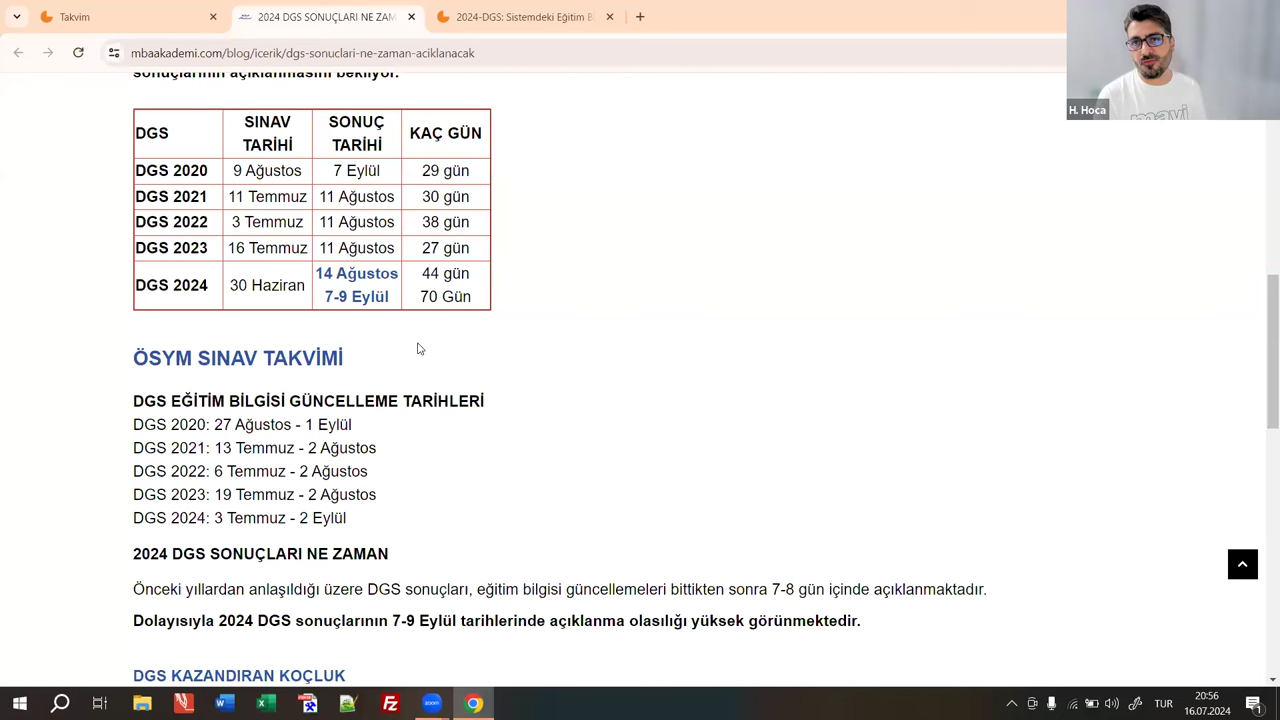 Takvim
2024 DGS SONUÇLARI NE ZAM
2024-DGS: Sistemdeki Eğitim B
mbaakademi.com/blog/icerik/dgs-sonuclari-ne-zaman-aciklanacak
H. Hoca
mavi
sonuçlarının açıklanmasını bekliyor.
DGS SINAV TARİHİ SONUÇ TARİHİ KAÇ GÜN
DGS 2020 9 Ağustos 7 Eylül 29 gün
DGS 2021 11 Temmuz 11 Ağustos 30 gün
DGS 2022 3 Temmuz 11 Ağustos 38 gün
DGS 2023 16 Temmuz 11 Ağustos 27 gün
DGS 2024 30 Haziran 14 Ağustos 44 gün
7-9 Eylül 70 Gün
ÖSYM SINAV TAKVİMİ
DGS EĞİTİM BİLGİSİ GÜNCELLEME TARİHLERİ
DGS 2020: 27 Ağustos - 1 Eylül
DGS 2021: 13 Temmuz - 2 Ağustos
DGS 2022: 6 Temmuz - 2 Ağustos
DGS 2023: 19 Temmuz - 2 Ağustos
DGS 2024: 3 Temmuz - 2 Eylül
2024 DGS SONUÇLARI NE ZAMAN
Önceki yıllardan anlaşıldığı üzere DGS sonuçları, eğitim bilgisi güncellemeleri bittikten sonra 7-8 gün içinde açıklanmaktadır.
Dolayısıyla 2024 DGS sonuçlarının 7-9 Eylül tarihlerinde açıklanma olasılığı yüksek görünmektedir.
DGS KAZANDIRAN KOÇLUK
zoom
TUR
20:56
16.07.2024
1